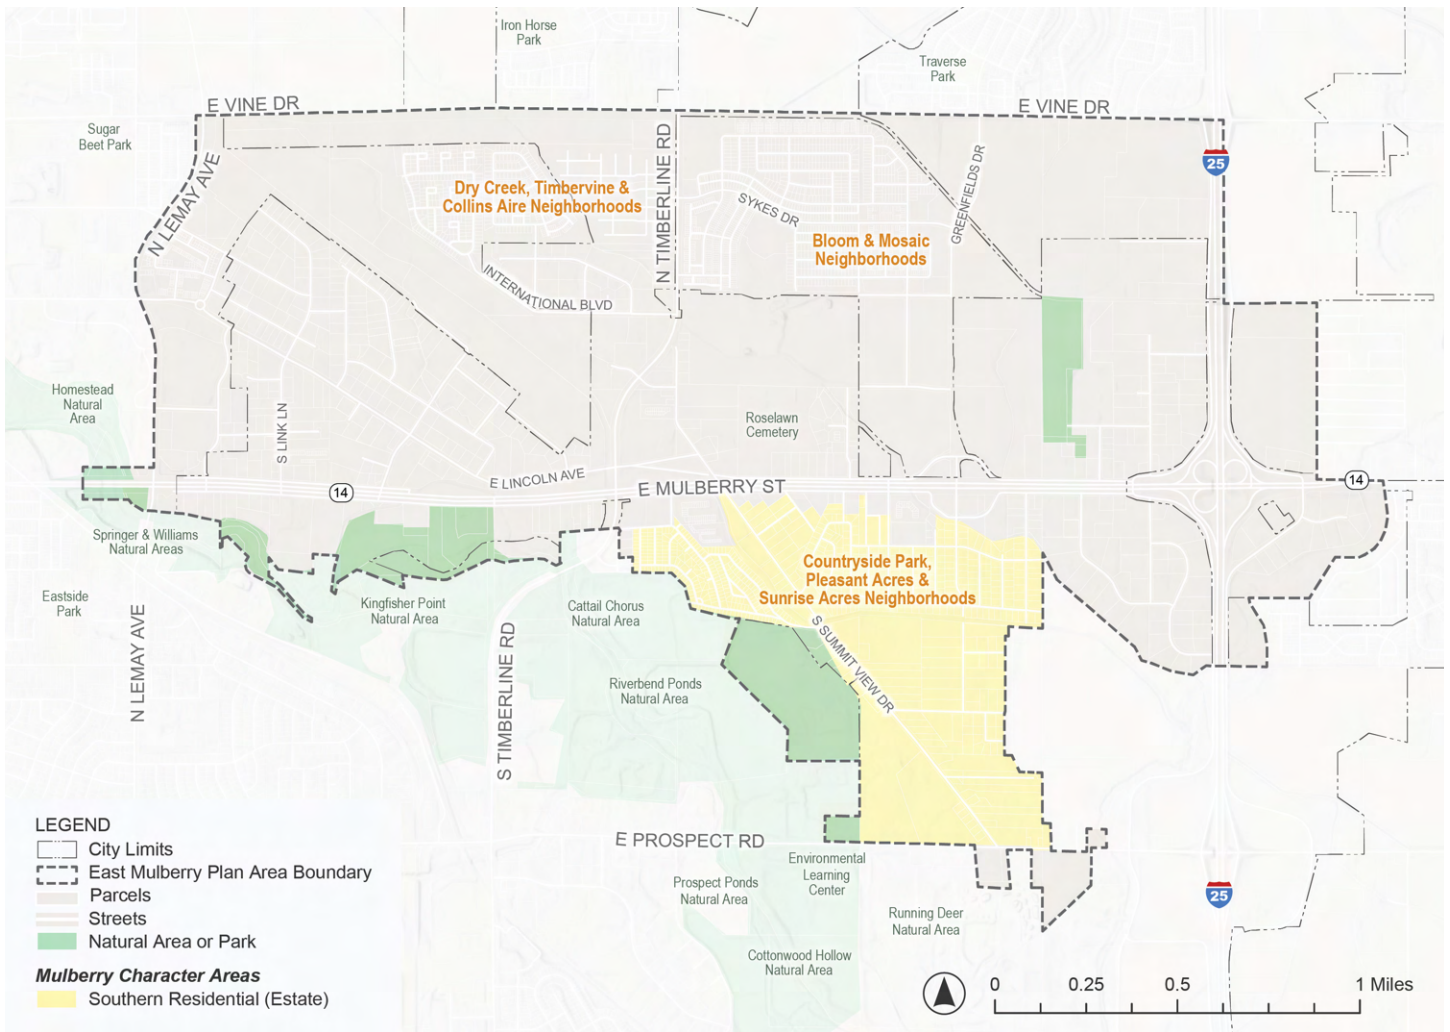 Iron Horse
Park
Traverse
Park
E VINE DR
E VINE DR
Sugar
Beet Park
N LEMAY AVE
N TIMBERLINE RD
25
Dry Creek, Timbervine &
Collins Aire Neighborhoods
SYKES DR
GREENFIELDS DR
Bloom & Mosaic
Neighborhoods
INTERNATIONAL BLVD
Homestead
Natural
Area
S LINK LN
Roselawn
Cemetery
E LINCOLN AVE
14
E MULBERRY ST
14
Springer & Williams
Natural Areas
Countryside Park,
Pleasant Acres &
Sunrise Acres Neighborhoods
Eastside
Park
Kingfisher Point
Natural Area
Cattail Chorus
Natural Area
N LEMAY AVE
S TIMBERLINE RD
S SUMMIT VIEW DR
Riverbend Ponds
Natural Area
E PROSPECT RD
Environmental
Learning
Center
Prospect Ponds
Natural Area
Running Deer
Natural Area
25
Cottonwood Hollow
Natural Area
LEGEND
City Limits
East Mulberry Plan Area Boundary
Parcels
Streets
Natural Area or Park
Mulberry Character Areas
Southern Residential (Estate)
0 0.25 0.5 1 Miles